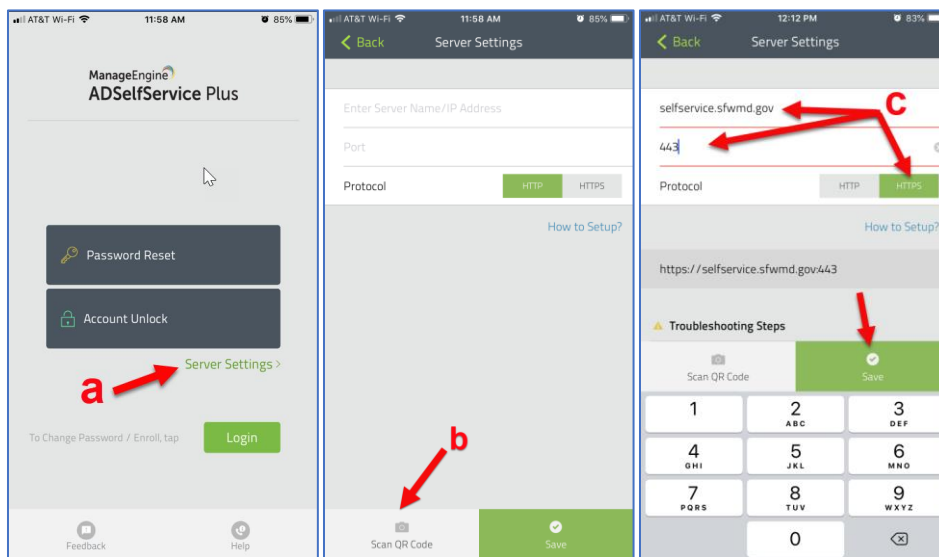 AT&T Wi-Fi 11:58 AM 85%
ManageEngine
ADSelfService Plus
Password Reset
Account Unlock
Server Settings >
a
To Change Password / Enroll, tap Login
Feedback Help
AT&T Wi-Fi 11:58 AM 85%
Back Server Settings
Enter Server Name/IP Address
Port
Protocol HTTP HTTPS
How to Setup?
b
Scan QR Code Save
AT&T Wi-Fi 12:12 PM 83%
Back Server Settings
selfservice.sfwmd.gov
c
443
Protocol HTTP HTTPS
How to Setup?
https://selfservice.sfwmd.gov:443
Troubleshooting Steps
Scan QR Code Save
1 2 3
ABC DEF
4 5 6
GHI JKL MNO
7 8 9
PQRS TUV WXYZ
0